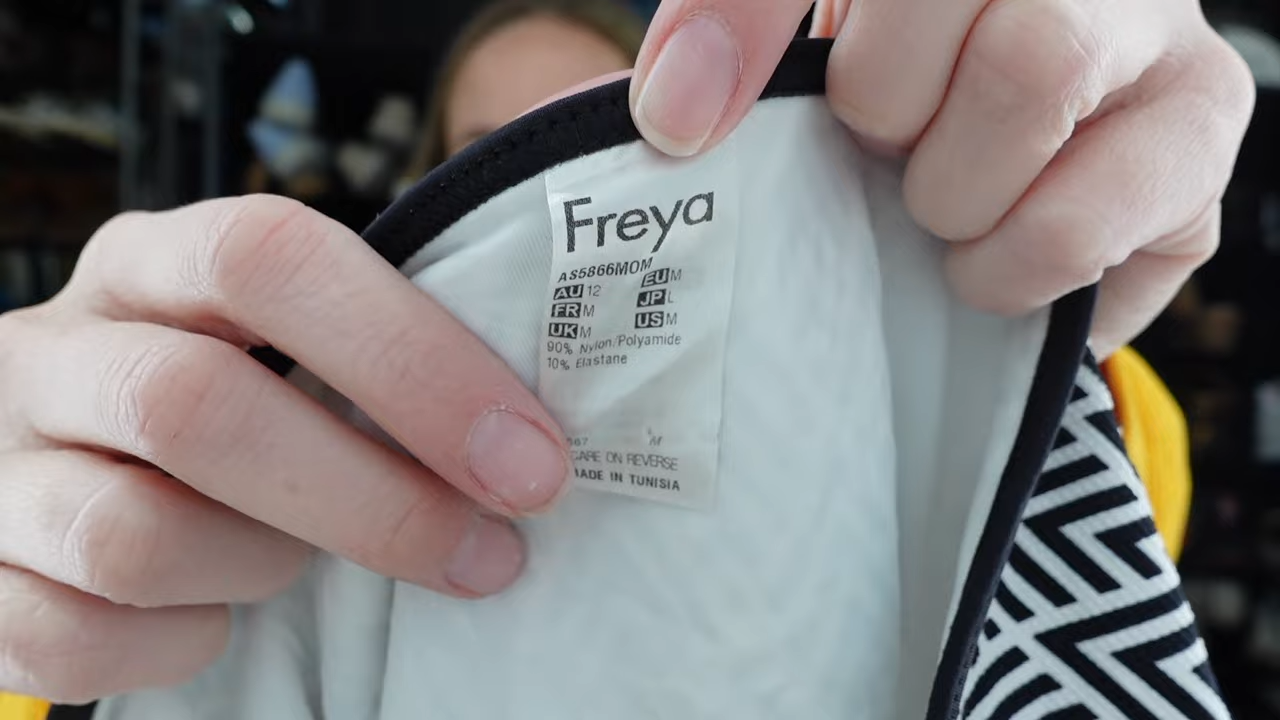 Freya
AS5866MOM
AU 12 EU M
FR M JP L
UK M US M
90% Nylon/Polyamide
10% Elastane
M
CARE ON REVERSE
MADE IN TUNISIA